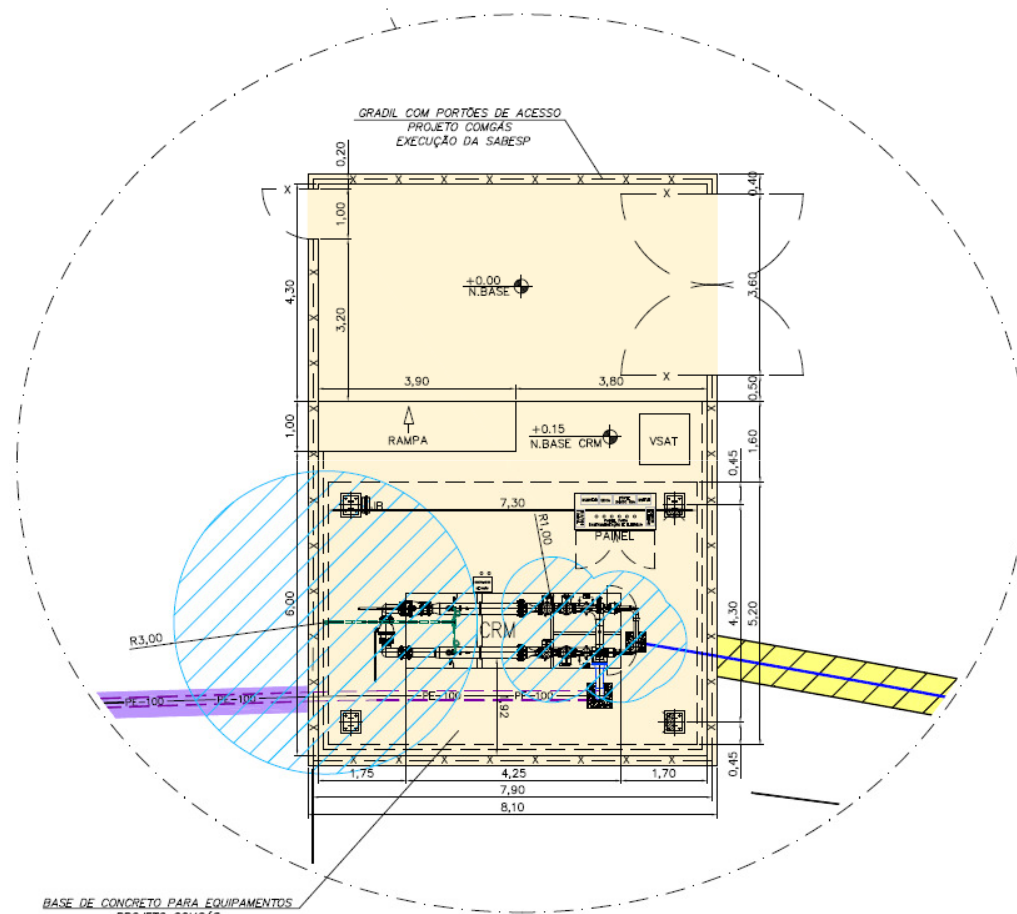 GRADIL COM PORTÕES DE ACESSO
PROJETO COMGÁS
EXECUÇÃO DA SABESP
0,20
0,40
X
X
1,00
+0.00
N.BASE
4,30
3,20
3,60
X
3,90
3,80
0,50
1,00
RAMPA
+0.15
N.BASE CRM
VSAT
1,60
0,45
7,30
R1,00
PAINEL
6,00
CRM
4,30
5,20
R3,00
PE-100
PE-100
PE-100
PE-100
,92
0,45
1,75
4,25
1,70
7,90
8,10
BASE DE CONCRETO PARA EQUIPAMENTOS